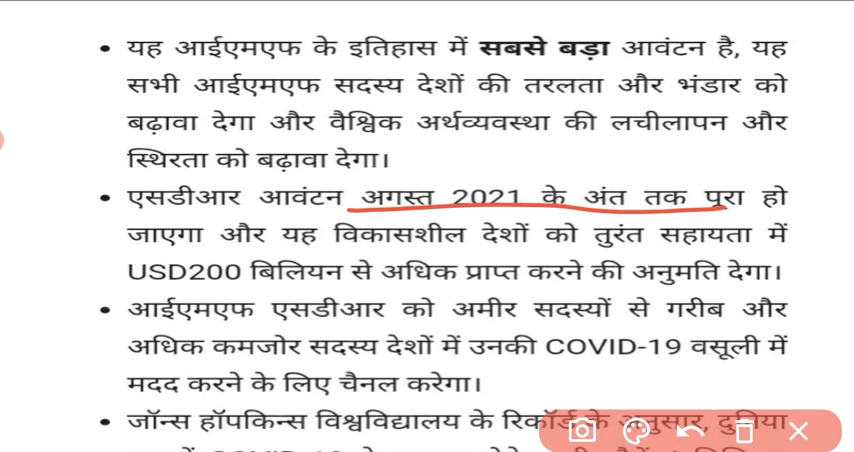 • यह आईएमएफ के इतिहास में सबसे बड़ा आवंटन है, यह
सभी आईएमएफ सदस्य देशों की तरलता और भंडार को
बढ़ावा देगा और वैश्विक अर्थव्यवस्था की लचीलापन और
स्थिरता को बढ़ावा देगा।
• एसडीआर आवंटन अगस्त 2021 के अंत तक पूरा हो
जाएगा और यह विकासशील देशों को तुरंत सहायता में
USD200 बिलियन से अधिक प्राप्त करने की अनुमति देगा।
• आईएमएफ एसडीआर को अमीर सदस्यों से गरीब और
अधिक कमजोर सदस्य देशों में उनकी COVID-19 वसूली में
मदद करने के लिए चैनल करेगा।
• जॉन्स हॉपकिन्स विश्वविद्यालय के रिकॉर्ड के अनुसार, दुनिया